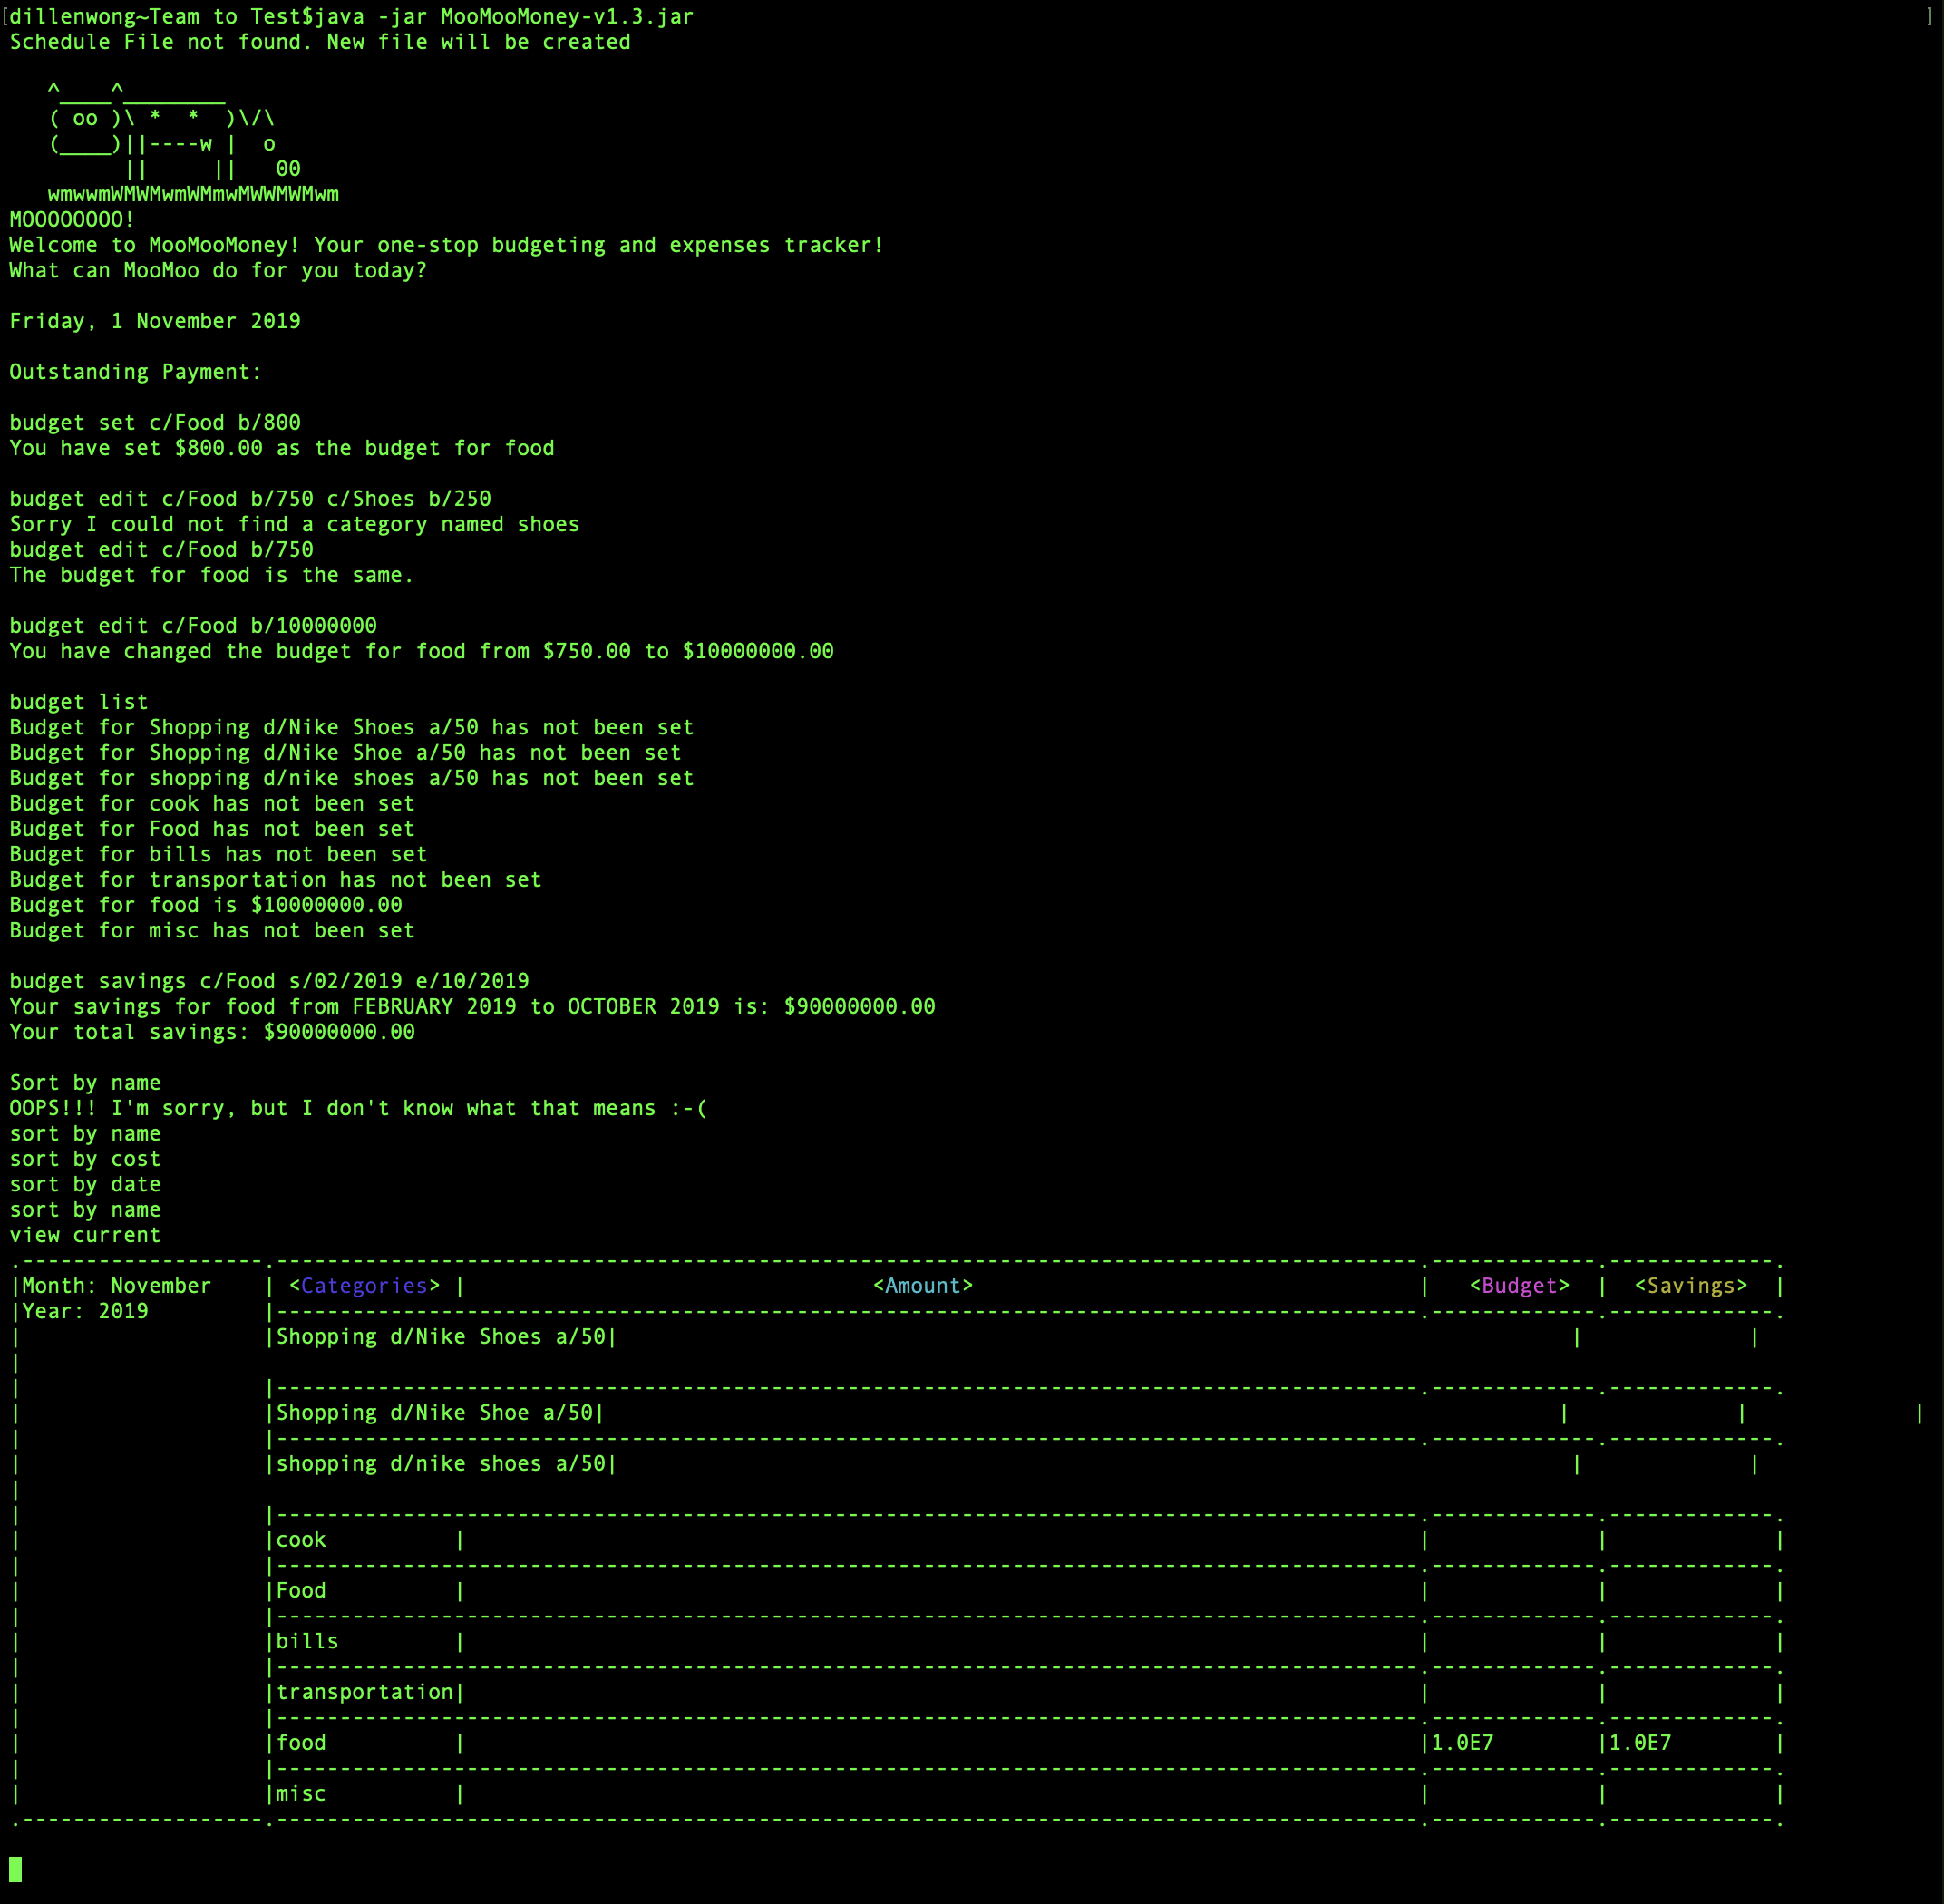 [dillenwong~Team to Test$java -jar MooMooMoney-v1.3.jar ]
Schedule File not found. New file will be created
   ^____^________
   ( oo )\ *  *  )\/\
   (____)||----w |  o
         ||     ||   00
   wmwwmWMWMwmWMmwMWWMWMwm
MOOOOOOOO!
Welcome to MooMooMoney! Your one-stop budgeting and expenses tracker!
What can MooMoo do for you today?
Friday, 1 November 2019
Outstanding Payment:
budget set c/Food b/800
You have set $800.00 as the budget for food
budget edit c/Food b/750 c/Shoes b/250
Sorry I could not find a category named shoes
budget edit c/Food b/750
The budget for food is the same.
budget edit c/Food b/10000000
You have changed the budget for food from $750.00 to $10000000.00
budget list
Budget for Shopping d/Nike Shoes a/50 has not been set
Budget for Shopping d/Nike Shoe a/50 has not been set
Budget for shopping d/nike shoes a/50 has not been set
Budget for cook has not been set
Budget for Food has not been set
Budget for bills has not been set
Budget for transportation has not been set
Budget for food is $10000000.00
Budget for misc has not been set
budget savings c/Food s/02/2019 e/10/2019
Your savings for food from FEBRUARY 2019 to OCTOBER 2019 is: $90000000.00
Your total savings: $90000000.00
Sort by name
OOPS!!! I'm sorry, but I don't know what that means :-(
sort by name
sort by cost
sort by date
sort by name
view current
|Month: November | <Categories> | <Amount> | <Budget> | <Savings> |
|Year: 2019
|Shopping d/Nike Shoes a/50| | |
|Shopping d/Nike Shoe a/50| | | |
|shopping d/nike shoes a/50| | |
|cook | | | |
|Food | | | |
|bills | | | |
|transportation| | | |
|food | |1.0E7 |1.0E7 |
|misc | | | |